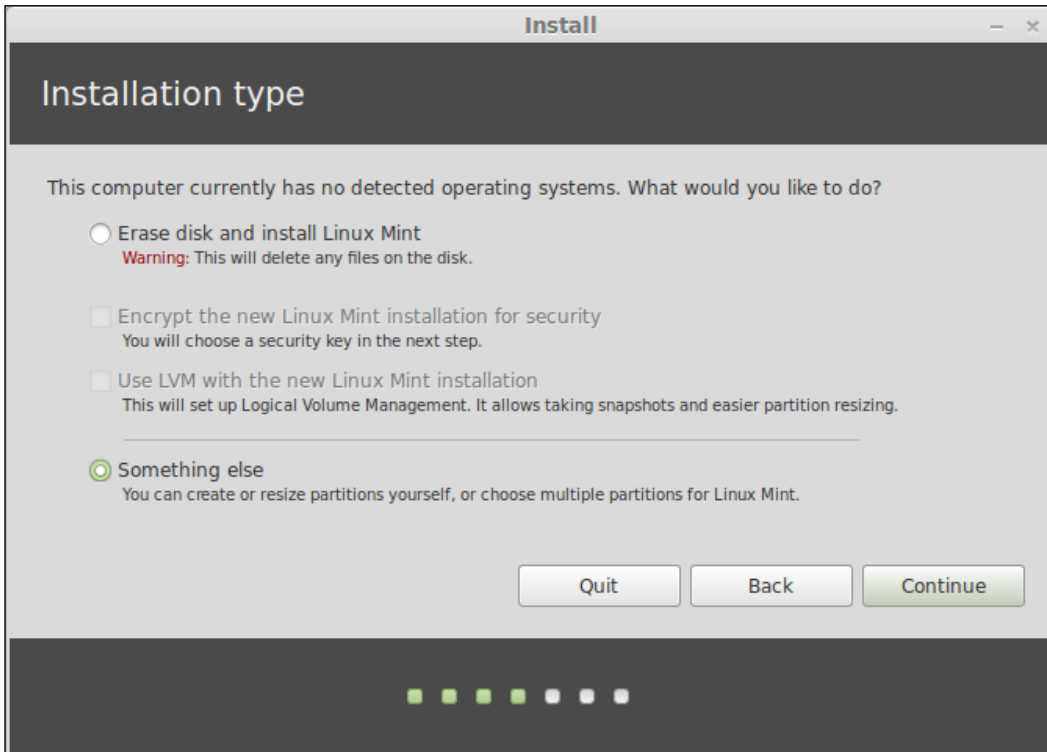 Install
Installation type
This computer currently has no detected operating systems. What would you like to do?
Erase disk and install Linux Mint
Warning: This will delete any files on the disk.
Encrypt the new Linux Mint installation for security
You will choose a security key in the next step.
Use LVM with the new Linux Mint installation
This will set up Logical Volume Management. It allows taking snapshots and easier partition resizing.
Something else
You can create or resize partitions yourself, or choose multiple partitions for Linux Mint.
Quit Back Continue